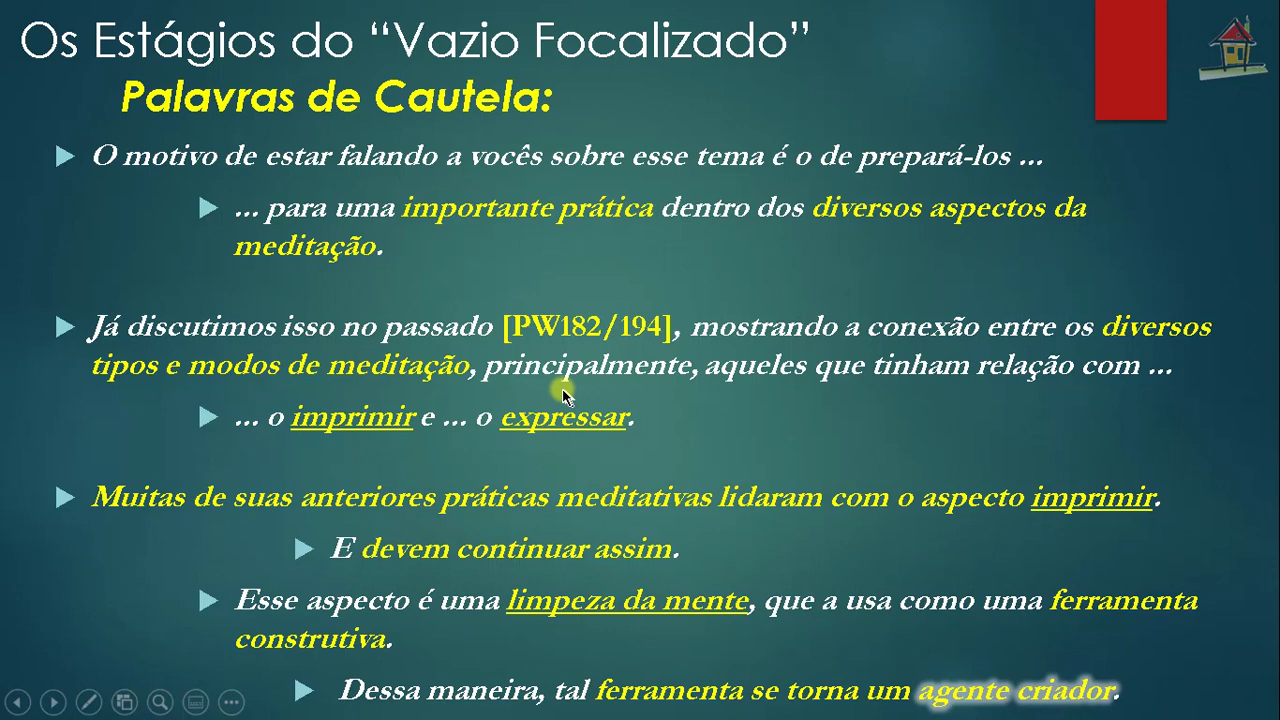 Os Estágios do “Vazio Focalizado”
Palavras de Cautela:
O motivo de estar falando a vocês sobre esse tema é o de prepará-los ...
... para uma importante prática dentro dos diversos aspectos da
meditação.
Já discutimos isso no passado [PW182/194], mostrando a conexão entre os diversos
tipos e modos de meditação, principalmente, aqueles que tinham relação com ...
... o imprimir e ... o expressar.
Muitas de suas anteriores práticas meditativas lidaram com o aspecto imprimir.
E devem continuar assim.
Esse aspecto é uma limpeza da mente, que a usa como uma ferramenta
construtiva.
Dessa maneira, tal ferramenta se torna um agente criador.